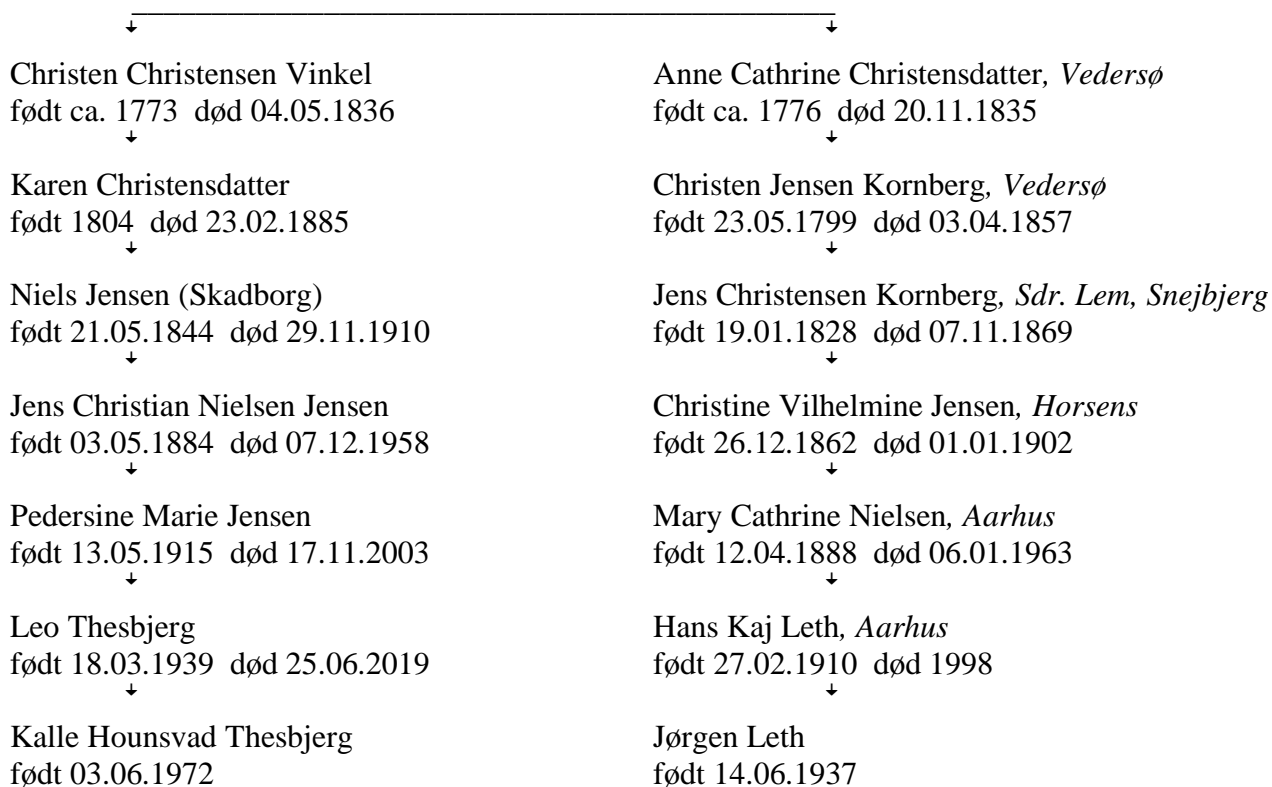 Christen Christensen Vinkel
født ca. 1773 død 04.05.1836
Karen Christensdatter
født 1804 død 23.02.1885
Niels Jensen (Skadborg)
født 21.05.1844 død 29.11.1910
Jens Christian Nielsen Jensen
født 03.05.1884 død 07.12.1958
Pedersine Marie Jensen
født 13.05.1915 død 17.11.2003
Leo Thesbjerg
født 18.03.1939 død 25.06.2019
Kalle Hounsvad Thesbjerg
født 03.06.1972
Anne Cathrine Christensdatter, Vedersø
født ca. 1776 død 20.11.1835
Christen Jensen Kornberg, Vedersø
født 23.05.1799 død 03.04.1857
Jens Christensen Kornberg, Sdr. Lem, Snejbjerg
født 19.01.1828 død 07.11.1869
Christine Vilhelmine Jensen, Horsens
født 26.12.1862 død 01.01.1902
Mary Cathrine Nielsen, Aarhus
født 12.04.1888 død 06.01.1963
Hans Kaj Leth, Aarhus
født 27.02.1910 død 1998
Jørgen Leth
født 14.06.1937